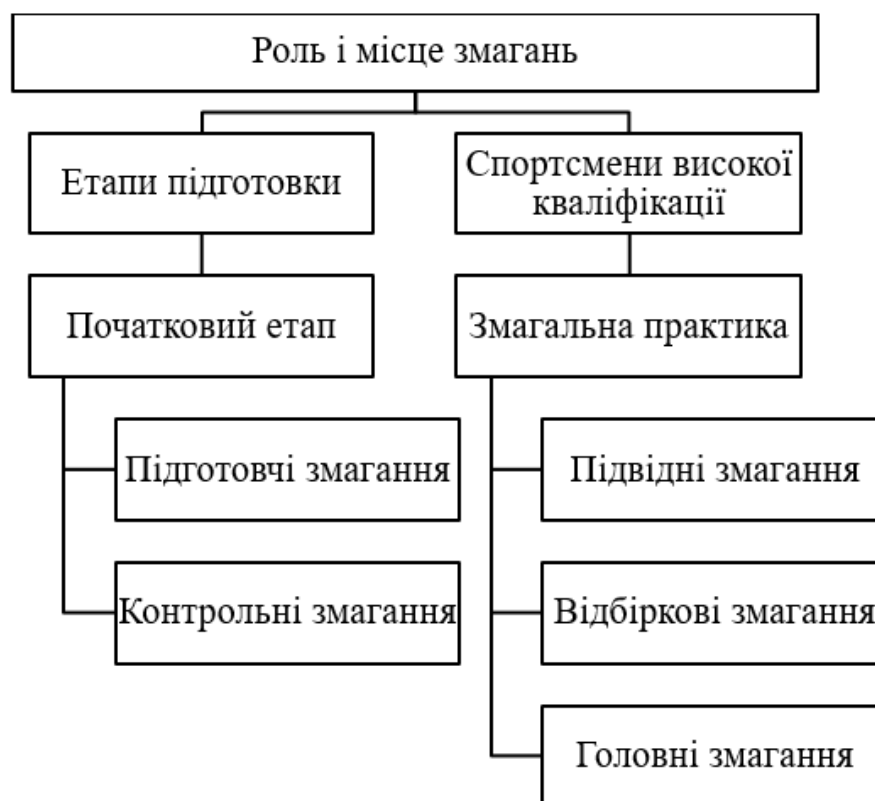 Роль і місце змагань
Етапи підготовки
Спортсмени високої
кваліфікації
Початковий етап
Змагальна практика
Підготовчі змагання
Підвідні змагання
Контрольні змагання
Відбіркові змагання
Головні змагання